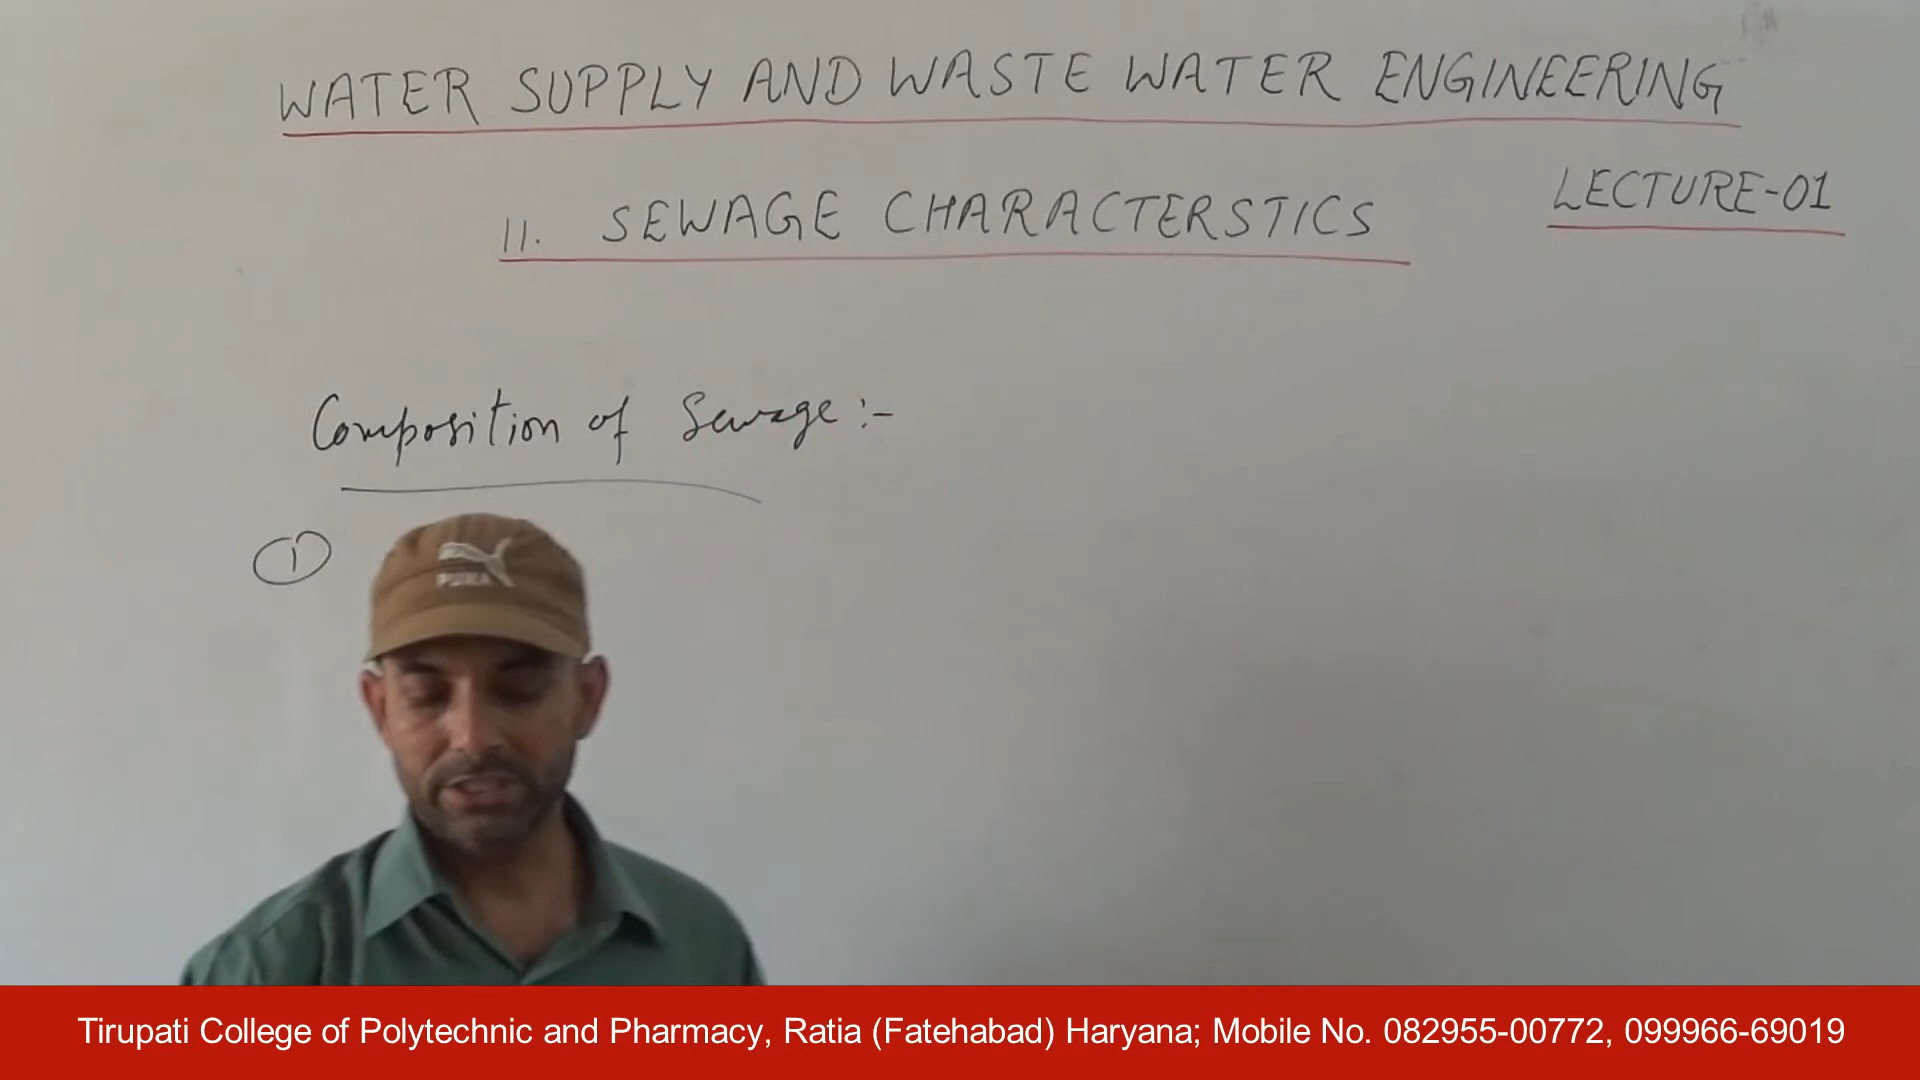 WATER SUPPLY AND WASTE WATER ENGINEERING
LECTURE-01
11. SEWAGE CHARACTERSTICS
Composition of Sewage :-
1
PUMA
Tirupati College of Polytechnic and Pharmacy, Ratia (Fatehabad) Haryana; Mobile No. 082955-00772, 099966-69019